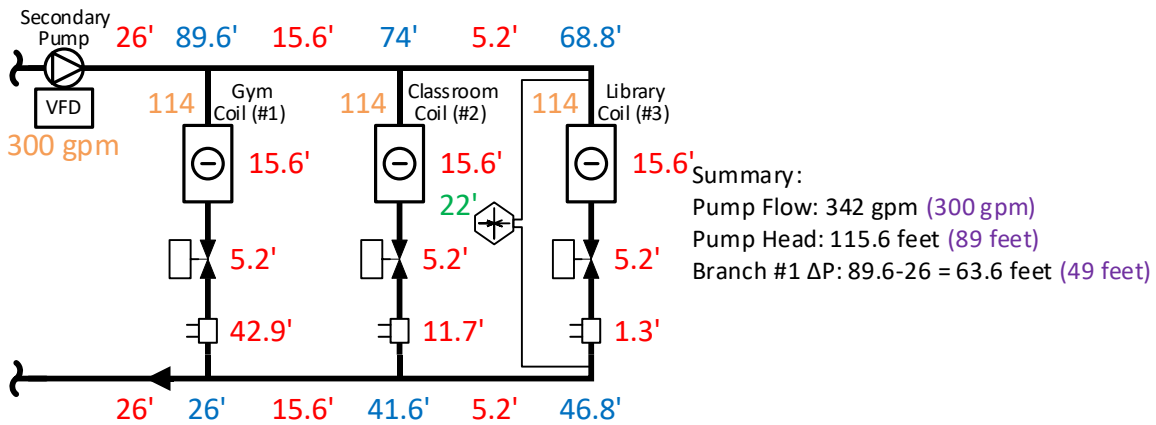 Secondary
Pump
26' 89.6' 15.6' 74' 5.2' 68.8'
VFD
300 gpm
114
Gym
Coil (#1)
114
Classroom
Coil (#2)
114
Library
Coil (#3)
15.6' 15.6' 15.6'
22'
5.2' 5.2' 5.2'
42.9' 11.7' 1.3'
26' 26' 15.6' 41.6' 5.2' 46.8'
Summary:
Pump Flow: 342 gpm (300 gpm)
Pump Head: 115.6 feet (89 feet)
Branch #1 ΔP: 89.6-26 = 63.6 feet (49 feet)